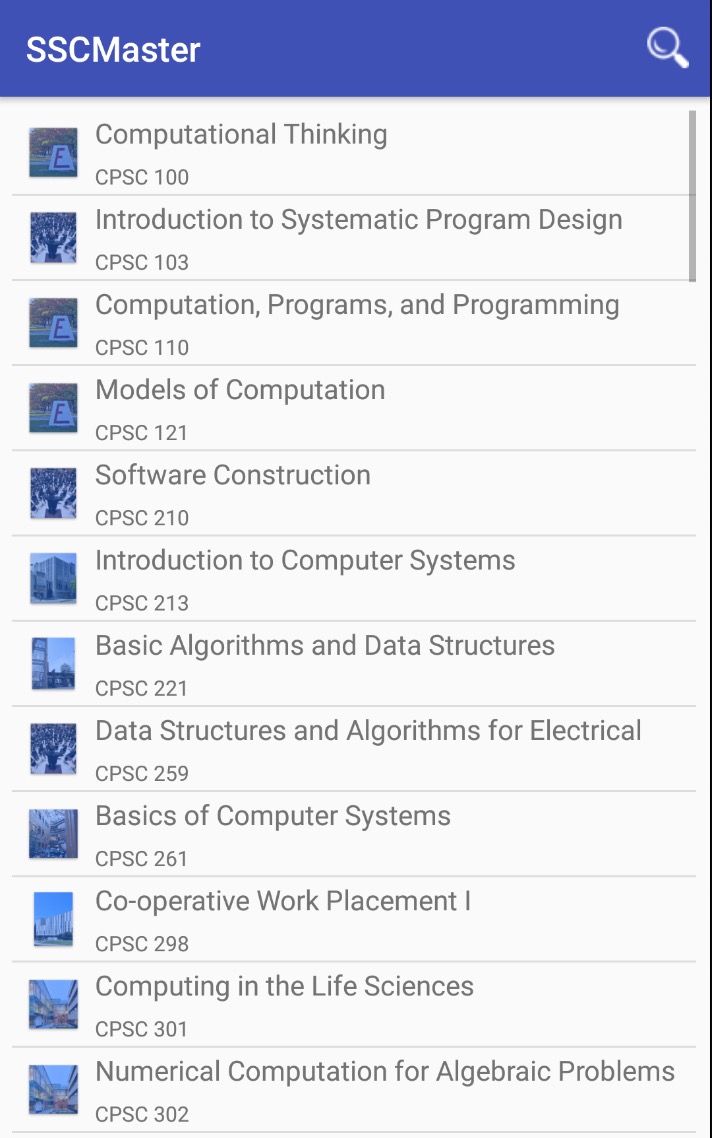 SSCMaster
Computational Thinking
CPSC 100
Introduction to Systematic Program Design
CPSC 103
Computation, Programs, and Programming
CPSC 110
Models of Computation
CPSC 121
Software Construction
CPSC 210
Introduction to Computer Systems
CPSC 213
Basic Algorithms and Data Structures
CPSC 221
Data Structures and Algorithms for Electrical
CPSC 259
Basics of Computer Systems
CPSC 261
Co-operative Work Placement I
CPSC 298
Computing in the Life Sciences
CPSC 301
Numerical Computation for Algebraic Problems
CPSC 302